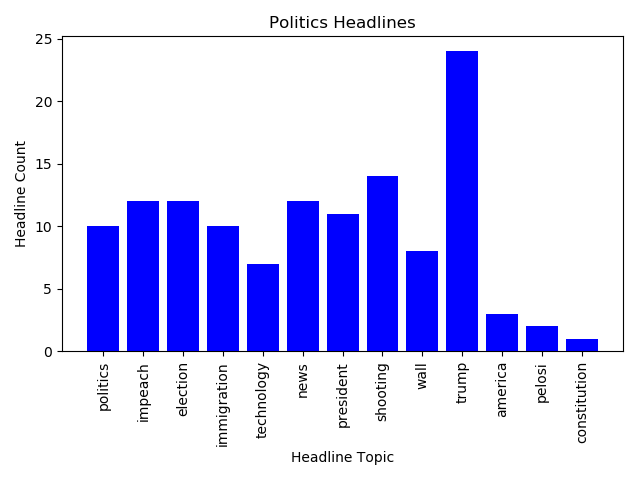 Politics Headlines
Headline Count
25
20
15
10
5
0
politics
impeach
election
immigration
technology
news
president
shooting
wall
trump
america
pelosi
constitution
Headline Topic